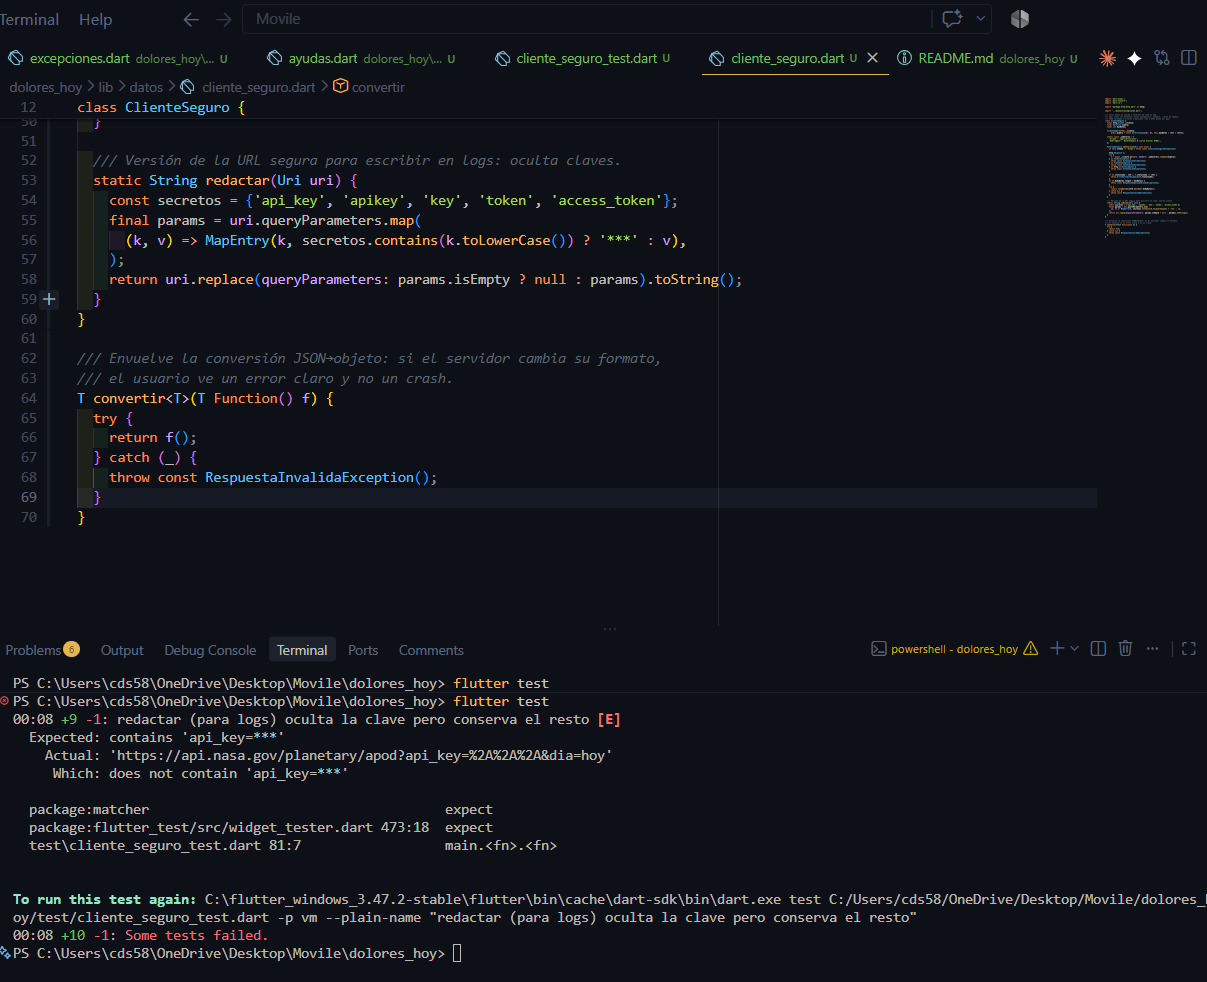 Terminal Help Movile
excepciones.dart dolores_hoy\... U ayudas.dart dolores_hoy\... U cliente_seguro_test.dart U cliente_seguro.dart U README.md dolores_hoy U
dolores_hoy > lib > datos > cliente_seguro.dart > convertir
12 class ClienteSeguro {
50 }
51
52 /// Versión de la URL segura para escribir en logs: oculta claves.
53 static String redactar(Uri uri) {
54 const secretos = {'api_key', 'apikey', 'key', 'token', 'access_token'};
55 final params = uri.queryParameters.map(
56 (k, v) => MapEntry(k, secretos.contains(k.toLowerCase()) ? '***' : v),
57 );
58 return uri.replace(queryParameters: params.isEmpty ? null : params).toString();
59 }
60 }
61
62 /// Envuelve la conversión JSON→objeto: si el servidor cambia su formato,
63 /// el usuario ve un error claro y no un crash.
64 T convertir<T>(T Function() f) {
65 try {
66 return f();
67 } catch (_) {
68 throw const RespuestaInvalidaException();
69 }
70 }
Problems 6 Output Debug Console Terminal Ports Comments powershell - dolores_hoy
PS C:\Users\cds58\OneDrive\Desktop\Movile\dolores_hoy> flutter test
PS C:\Users\cds58\OneDrive\Desktop\Movile\dolores_hoy> flutter test
00:08 +9 -1: redactar (para logs) oculta la clave pero conserva el resto [E]
Expected: contains 'api_key=***'
Actual: 'https://api.nasa.gov/planetary/apod?api_key=%2A%2A%2A&dia=hoy'
Which: does not contain 'api_key=***'
package:matcher expect
package:flutter_test/src/widget_tester.dart 473:18 expect
test\cliente_seguro_test.dart 81:7 main.<fn>.<fn>
To run this test again: C:\flutter_windows_3.47.2-stable\flutter\bin\cache\dart-sdk\bin\dart.exe test C:/Users/cds58/OneDrive/Desktop/Movile/dolores_
oy/test/cliente_seguro_test.dart -p vm --plain-name "redactar (para logs) oculta la clave pero conserva el resto"
00:08 +10 -1: Some tests failed.
PS C:\Users\cds58\OneDrive\Desktop\Movile\dolores_hoy>